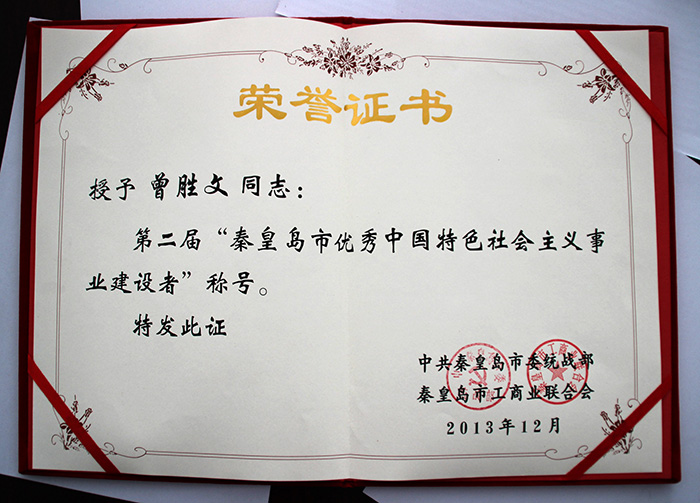 荣誉证书
授予 曾胜文 同志：
第二届“秦皇岛市优秀中国特色社会主义事
业建设者”称号。
特发此证
中共秦皇岛市委统战部
秦皇岛市工商业联合会
2013年12月